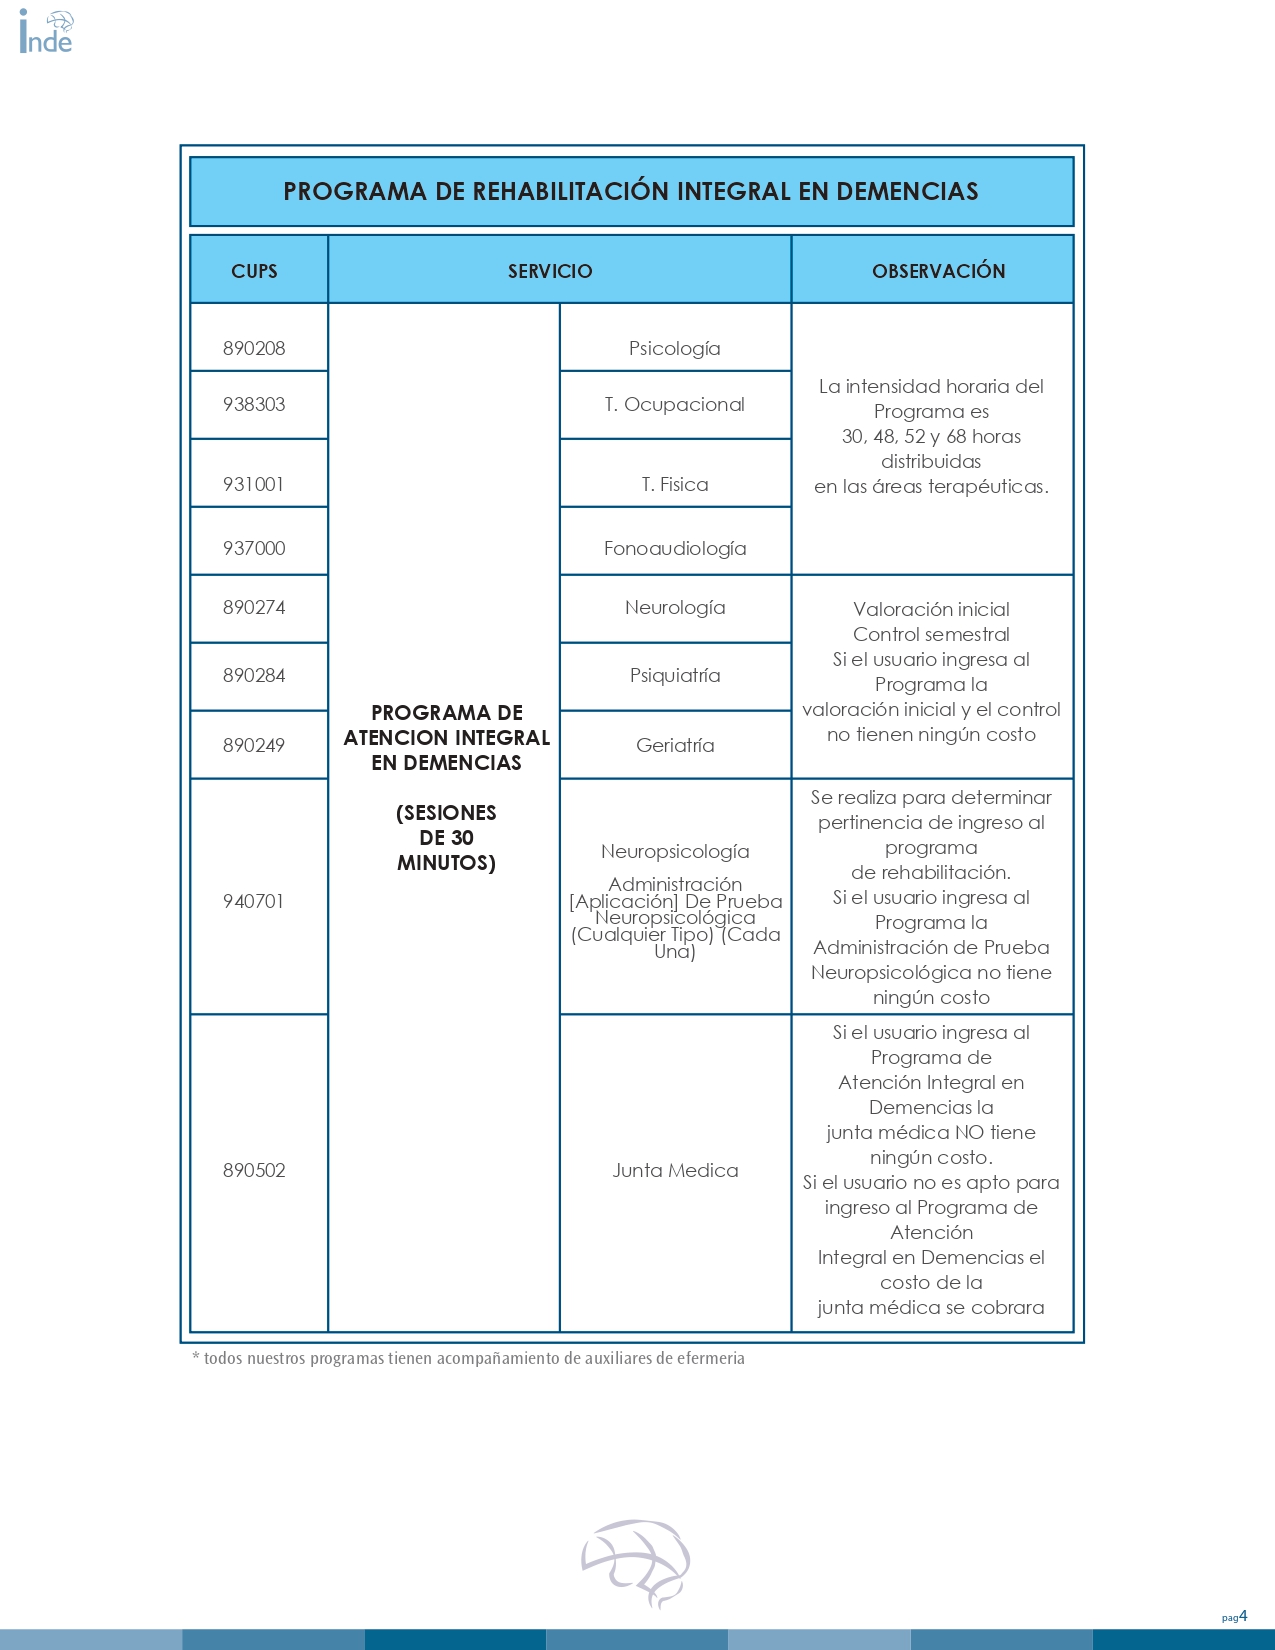 inde
PROGRAMA DE REHABILITACIÓN INTEGRAL EN DEMENCIAS
CUPS
SERVICIO
OBSERVACIÓN
890208
938303
931001
937000
890274
890284
890249
940701
890502
PROGRAMA DE
ATENCION INTEGRAL
EN DEMENCIAS
(SESIONES
DE 30
MINUTOS)
Psicología
T. Ocupacional
T. Fisica
Fonoaudiología
Neurología
Psiquiatría
Geriatría
Neuropsicología
Administración
[Aplicación] De Prueba
Neuropsicológica
(Cualquier Tipo) (Cada
Una)
Junta Medica
La intensidad horaria del
Programa es
30, 48, 52 y 68 horas
distribuidas
en las áreas terapéuticas.
Valoración inicial
Control semestral
Si el usuario ingresa al
Programa la
valoración inicial y el control
no tienen ningún costo
Se realiza para determinar
pertinencia de ingreso al
programa
de rehabilitación.
Si el usuario ingresa al
Programa la
Administración de Prueba
Neuropsicológica no tiene
ningún costo
Si el usuario ingresa al
Programa de
Atención Integral en
Demencias la
junta médica NO tiene
ningún costo.
Si el usuario no es apto para
ingreso al Programa de
Atención
Integral en Demencias el
costo de la
junta médica se cobrara
* todos nuestros programas tienen acompañamiento de auxiliares de efermeria
pag4